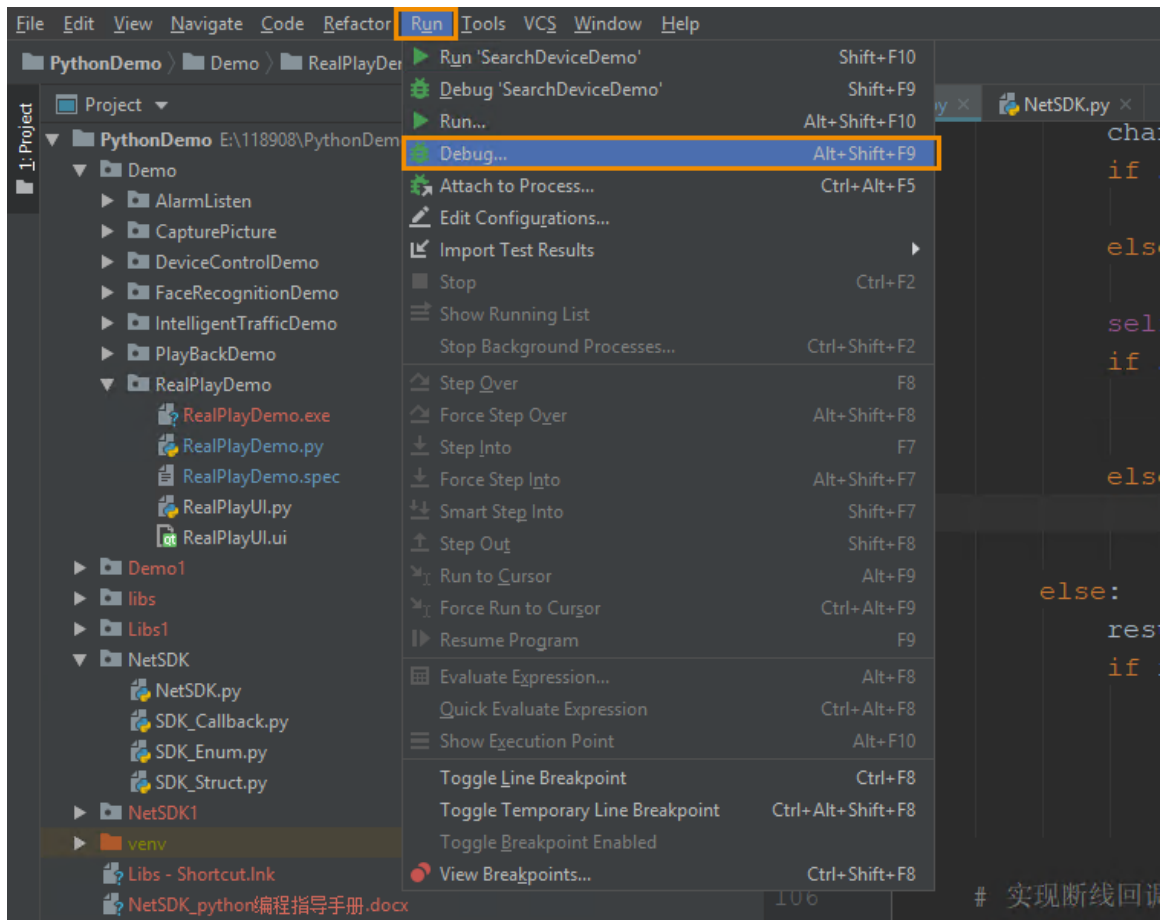 File Edit View Navigate Code Refactor Run Tools VCS Window Help
PythonDemo Demo
Run 'SearchDeviceDemo' Shift+F10
Debug 'SearchDeviceDemo' Shift+F9
Run... Alt+Shift+F10
Debug... Alt+Shift+F9
Attach to Process... Ctrl+Alt+F5
Edit Configurations...
Import Test Results
Stop Ctrl+F2
Show Running List
Stop Background Processes... Ctrl+Shift+F2
Step Over F8
Force Step Over Alt+Shift+F8
Step Into F7
Force Step Into Alt+Shift+F7
Smart Step Into Shift+F7
Step Out Shift+F8
Run to Cursor Alt+F9
Force Run to Cursor Ctrl+Alt+F9
Resume Program F9
Evaluate Expression... Alt+F8
Quick Evaluate Expression Ctrl+Alt+F8
Show Execution Point Alt+F10
Toggle Line Breakpoint Ctrl+F8
Toggle Temporary Line Breakpoint Ctrl+Alt+Shift+F8
Toggle Breakpoint Enabled
View Breakpoints... Ctrl+Shift+F8
1: Project
Project
PythonDemo E:\118908\PythonDem
Demo
AlarmListen
CapturePicture
DeviceControlDemo
FaceRecognitionDemo
IntelligentTrafficDemo
PlayBackDemo
RealPlayDemo
RealPlayDemo.exe
RealPlayDemo.py
RealPlayDemo.spec
RealPlayUI.py
RealPlayUI.ui
Demo1
libs
Libs1
NetSDK
NetSDK.py
SDK_Callback.py
SDK_Enum.py
SDK_Struct.py
NetSDK1
venv
Libs - Shortcut.lnk
NetSDK_python编程指导手册.docx
NetSDK.py
if
if
else:
if
106 # 实现断线回调